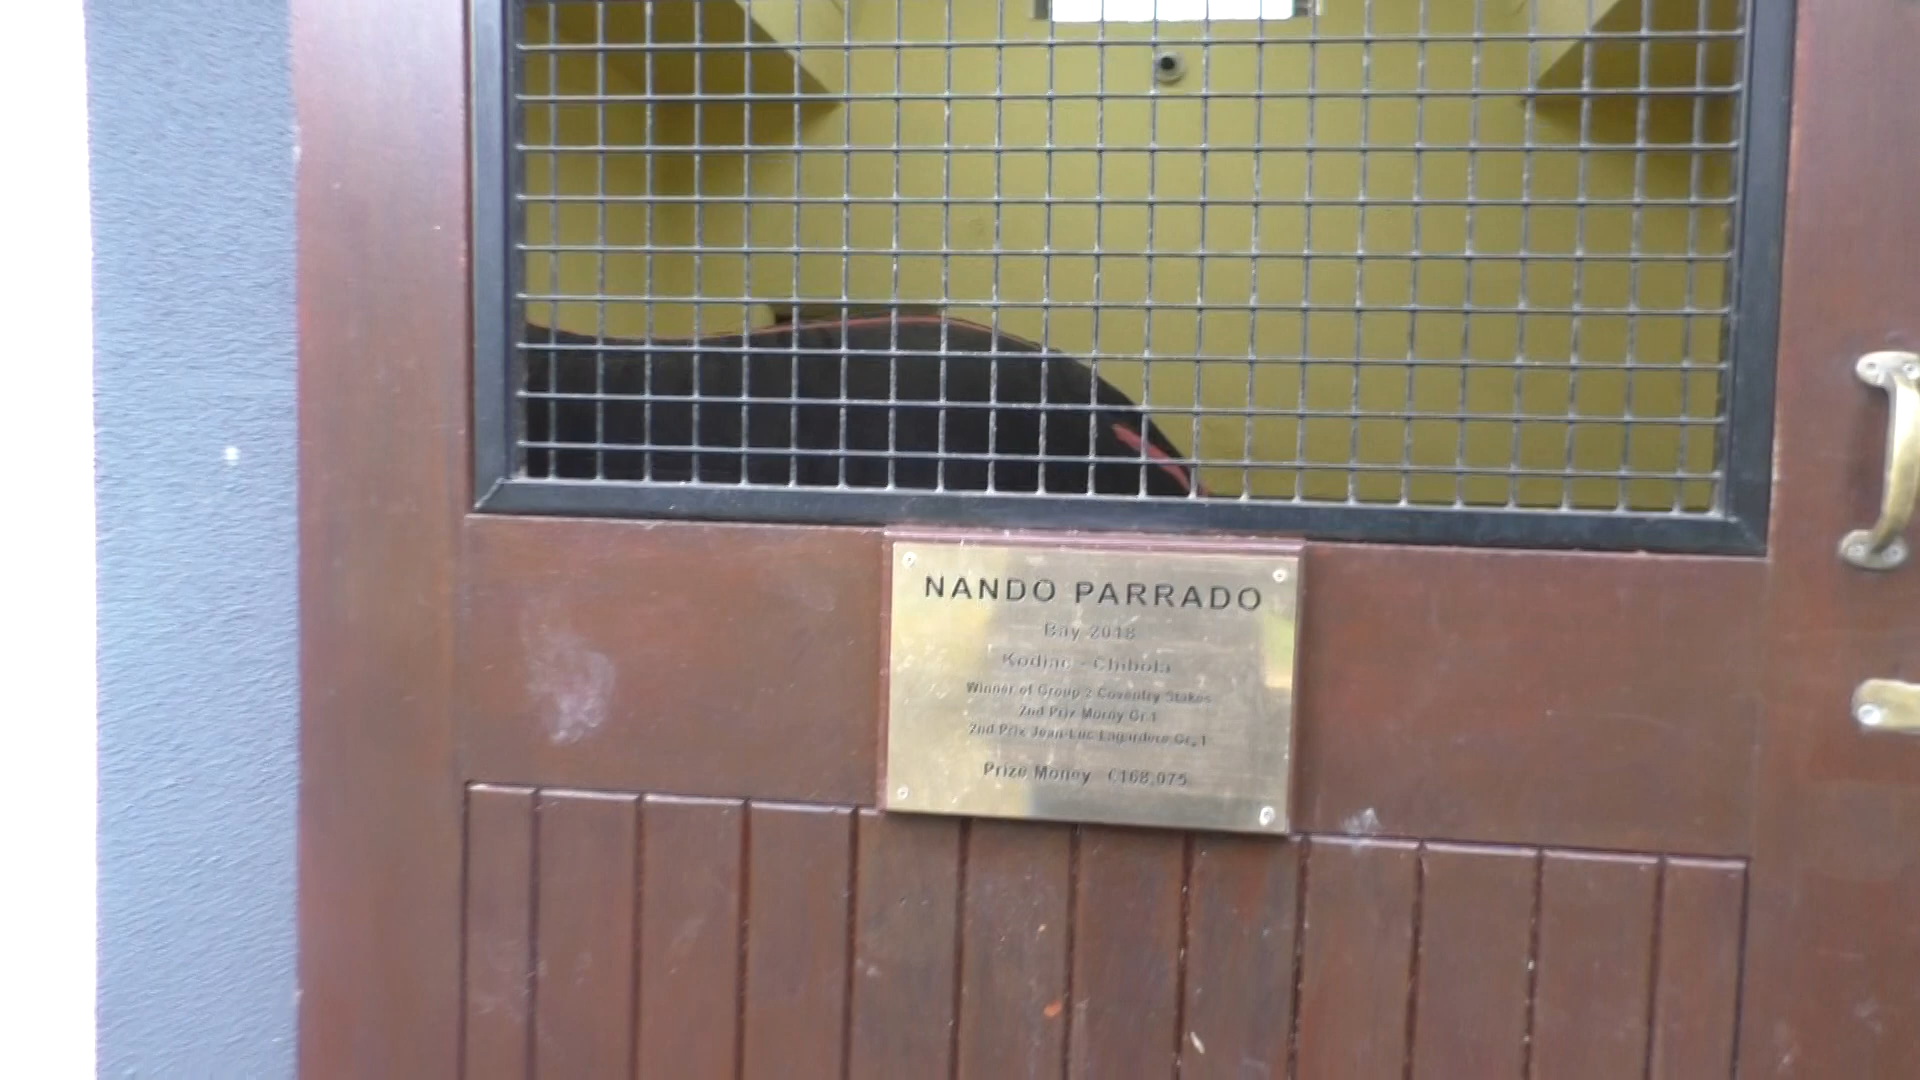 NANDO PARRADO
Bay 2018
Kodiac - Chibola
Winner of Group 2 Coventry Stakes
2nd Prix Morny Gr.1
2nd Prix Jean-Luc Lagardere Gr.1
Prize Money €168,075